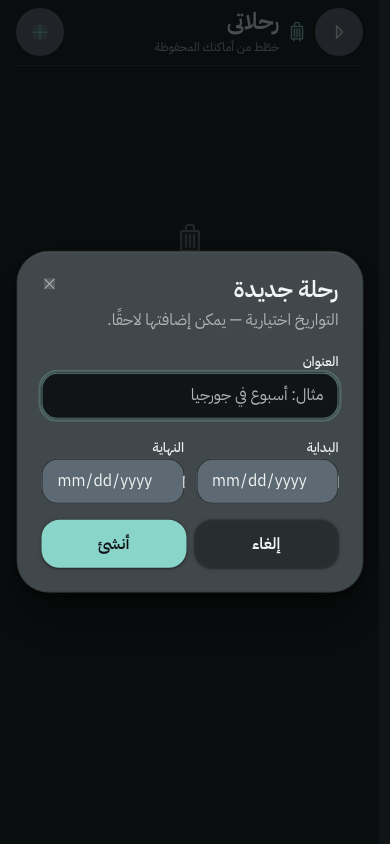 رحلاتي
خطّط من أماكنك المحفوظة
رحلة جديدة
التواريخ اختيارية — يمكن إضافتها لاحقًا.
العنوان
مثال: أسبوع في جورجيا
البداية
النهاية
mm/dd/yyyy
mm/dd/yyyy
إلغاء
أنشئ